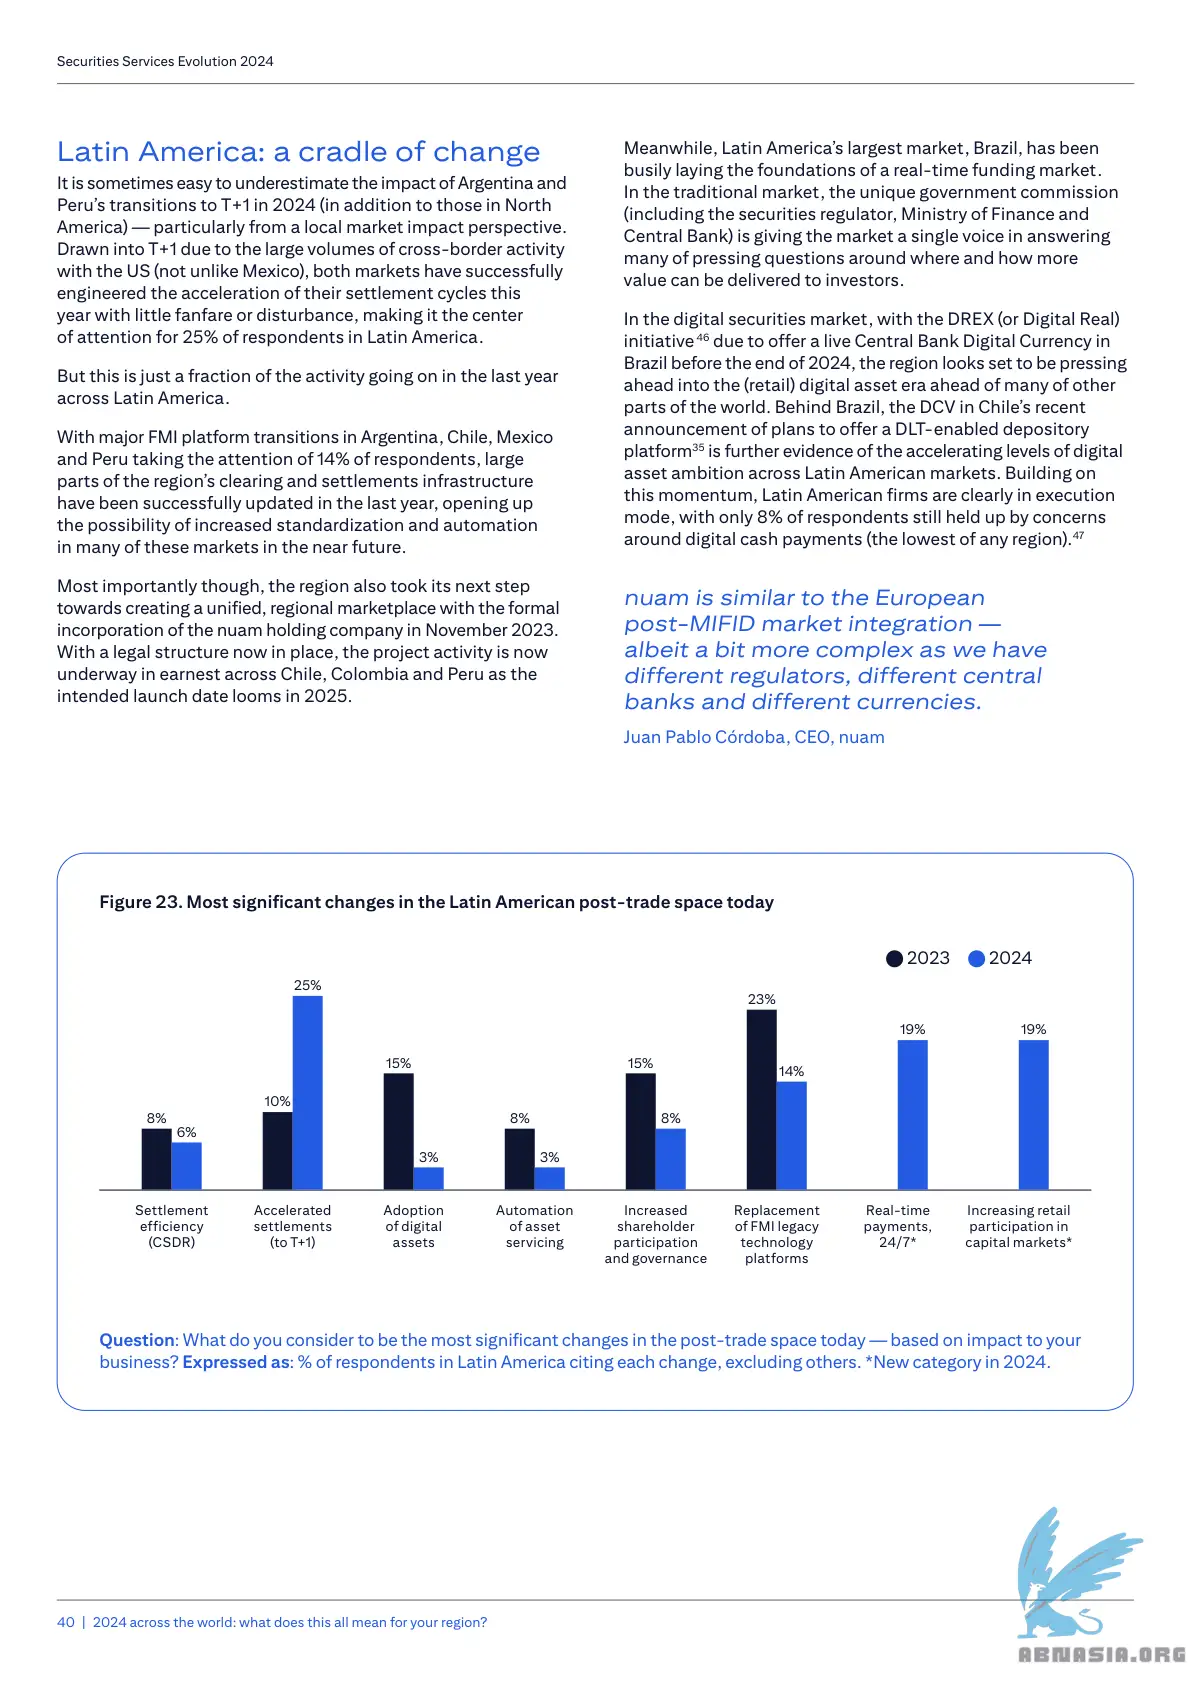 Securities Services Evolution 2024
Latin America: a cradle of change
It is sometimes easy to underestimate the impact of Argentina and
Peru’s transitions to T+1 in 2024 (in addition to those in North
America) — particularly from a local market impact perspective.
Drawn into T+1 due to the large volumes of cross-border activity
with the US (not unlike Mexico), both markets have successfully
engineered the acceleration of their settlement cycles this
year with little fanfare or disturbance, making it the center
of attention for 25% of respondents in Latin America.
But this is just a fraction of the activity going on in the last year
across Latin America.
With major FMI platform transitions in Argentina, Chile, Mexico
and Peru taking the attention of 14% of respondents, large
parts of the region’s clearing and settlements infrastructure
have been successfully updated in the last year, opening up
the possibility of increased standardization and automation
in many of these markets in the near future.
Most importantly though, the region also took its next step
towards creating a unified, regional marketplace with the formal
incorporation of the nuam holding company in November 2023.
With a legal structure now in place, the project activity is now
underway in earnest across Chile, Colombia and Peru as the
intended launch date looms in 2025.
Meanwhile, Latin America’s largest market, Brazil, has been
busily laying the foundations of a real-time funding market.
In the traditional market, the unique government commission
(including the securities regulator, Ministry of Finance and
Central Bank) is giving the market a single voice in answering
many of pressing questions around where and how more
value can be delivered to investors.
In the digital securities market, with the DREX (or Digital Real)
initiative46 due to offer a live Central Bank Digital Currency in
Brazil before the end of 2024, the region looks set to be pressing
ahead into the (retail) digital asset era ahead of many of other
parts of the world. Behind Brazil, the DCV in Chile’s recent
announcement of plans to offer a DLT-enabled depository
platform35 is further evidence of the accelerating levels of digital
asset ambition across Latin American markets. Building on
this momentum, Latin American firms are clearly in execution
mode, with only 8% of respondents still held up by concerns
around digital cash payments (the lowest of any region).47
nuam is similar to the European
post-MIFID market integration —
albeit a bit more complex as we have
different regulators, different central
banks and different currencies.
Juan Pablo Córdoba, CEO, nuam
Figure 23. Most significant changes in the Latin American post-trade space today
2023 2024
8% 6% 10% 25% 15% 3% 8% 3% 15% 8% 23% 14% 19% 19%
Settlement
efficiency
(CSDR)
Accelerated
settlements
(to T+1)
Adoption
of digital
assets
Automation
of asset
servicing
Increased
shareholder
participation
and governance
Replacement
of FMI legacy
technology
platforms
Real-time
payments,
24/7*
Increasing retail
participation in
capital markets*
Question: What do you consider to be the most significant changes in the post-trade space today — based on impact to your
business? Expressed as: % of respondents in Latin America citing each change, excluding others. *New category in 2024.
40 | 2024 across the world: what does this all mean for your region?
ABNASIA.ORG